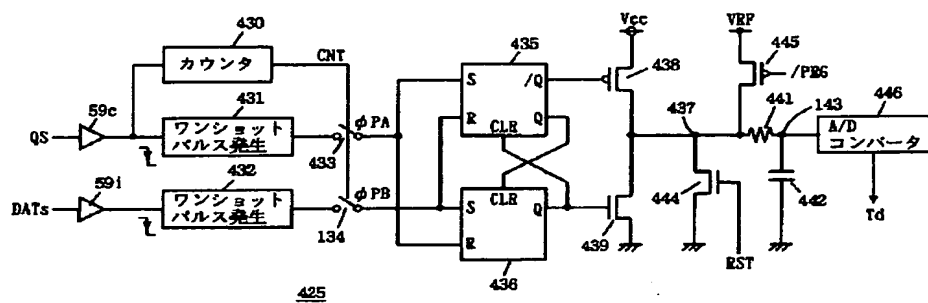 430
カウンタ
CNT
59c
431
QS
ワンショット
パルス発生
433
φPA
432
59i
DATs
ワンショット
パルス発生
134
φPB
435
S
/Q
R
CLR
Q
CLR
S
Q
R
436
Vcc
438
439
437
VRF
445
/PRG
441
143
446
A/D
コンバータ
444
442
RST
Td
425